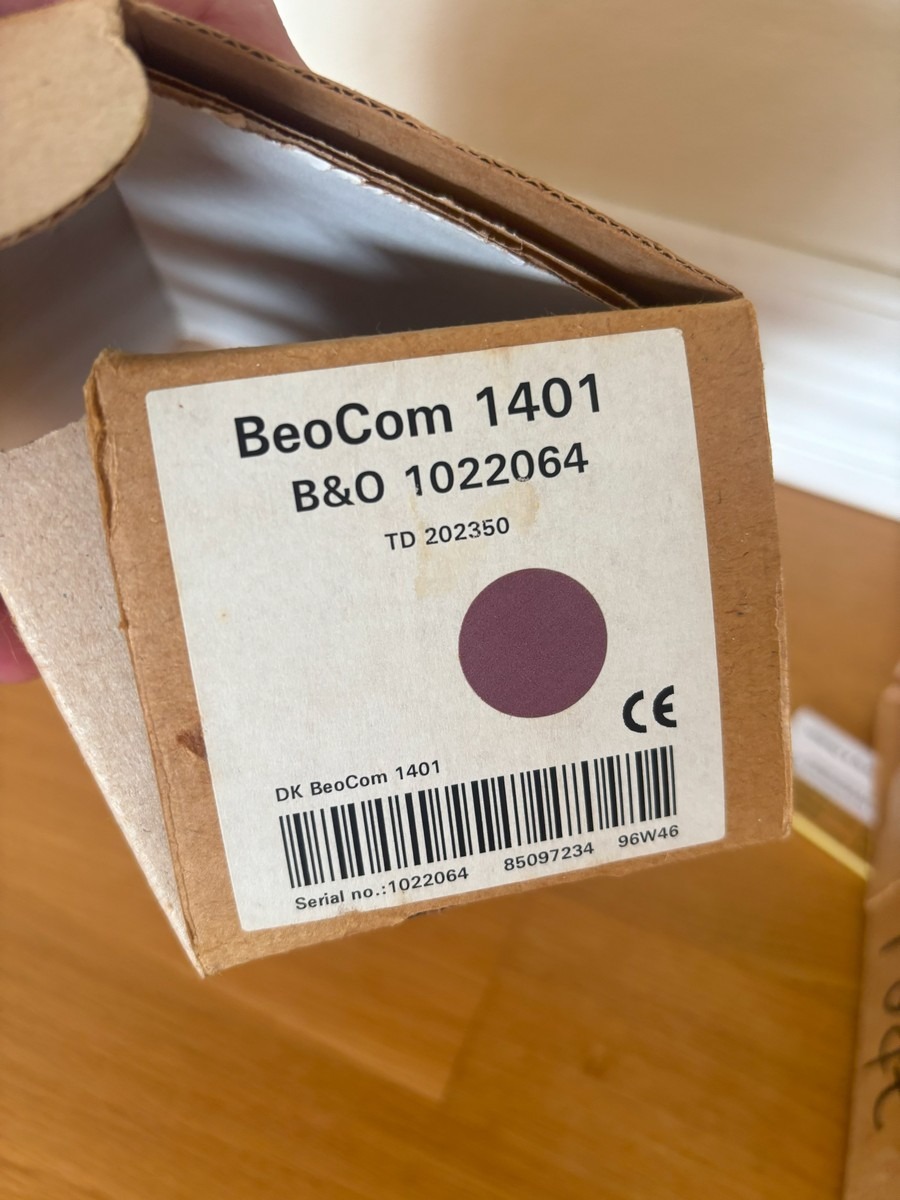 BeoCom 1401
B&O 1022064
TD 202350
CE
DK BeoCom 1401
Serial no.:1022064 85097234 96W46